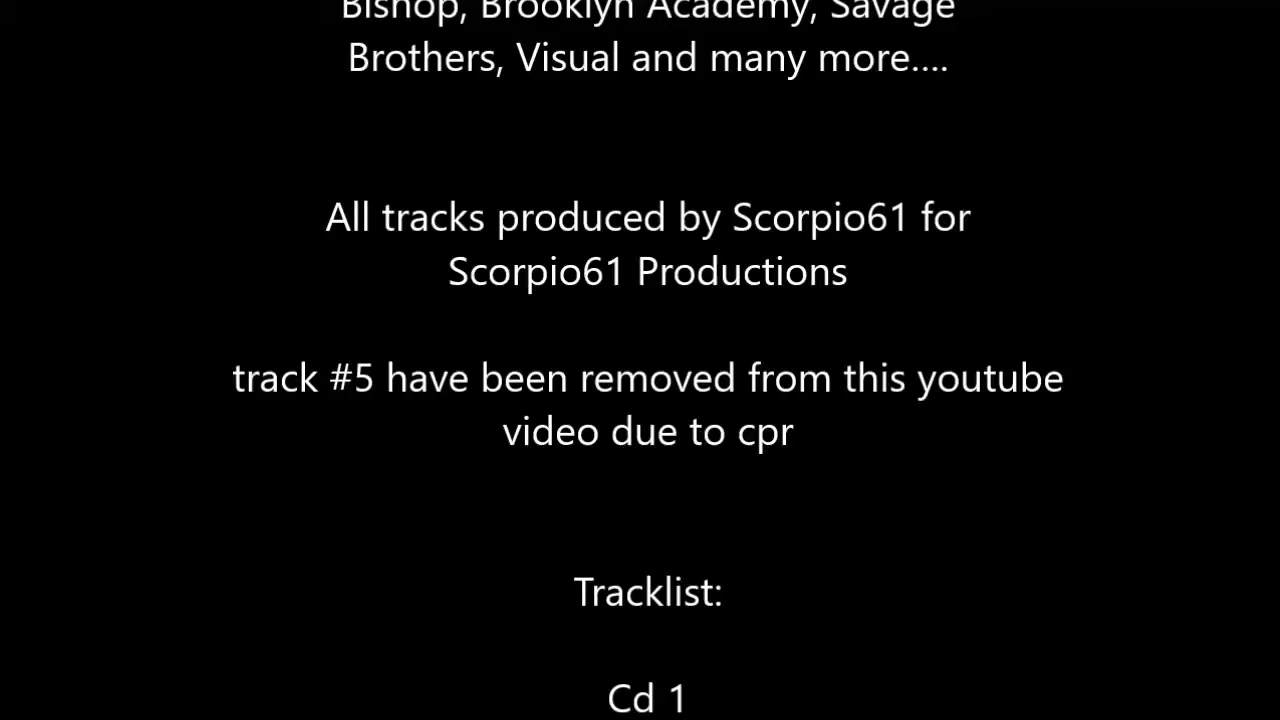 Bishop, Brooklyn Academy, Savage
Brothers, Visual and many more....
All tracks produced by Scorpio61 for
Scorpio61 Productions
track #5 have been removed from this youtube
video due to cpr
Tracklist:
Cd 1